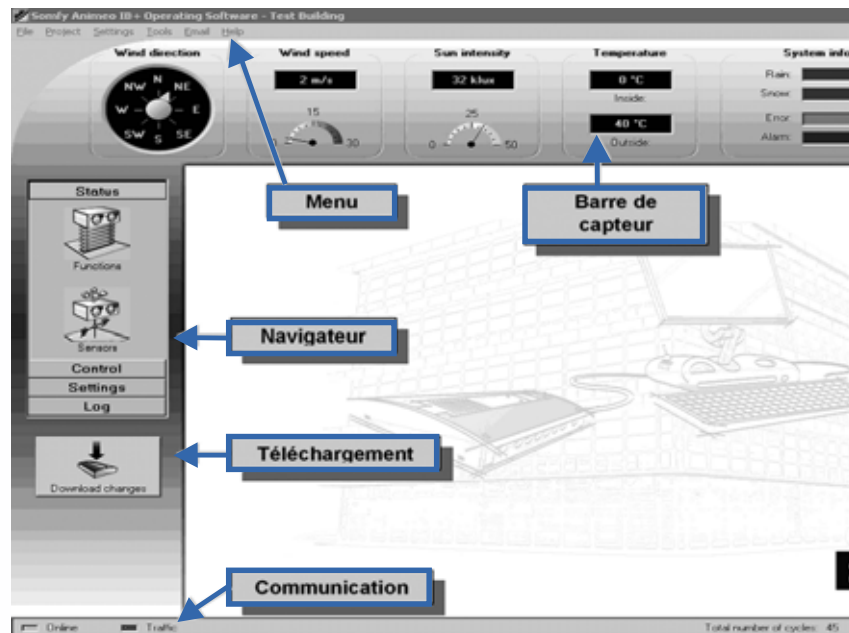 Somfy Animeo IB+ Operating Software - Test Building
File Project Settings Tools Email Help
Wind direction Wind speed Sun intensity Temperature System info
N
NW NE
W E
SW SE
S
2 m/s
15
0 30
32 klux
25
0 50
0 °C
Inside:
40 °C
Outside:
Rain:
Snow:
Error:
Alarm:
Menu
Barre de
capteur
Status
Functions
Sensors
Control
Settings
Log
Navigateur
Téléchargement
Download changes
Communication
Online Traffic Total number of cycles: 45